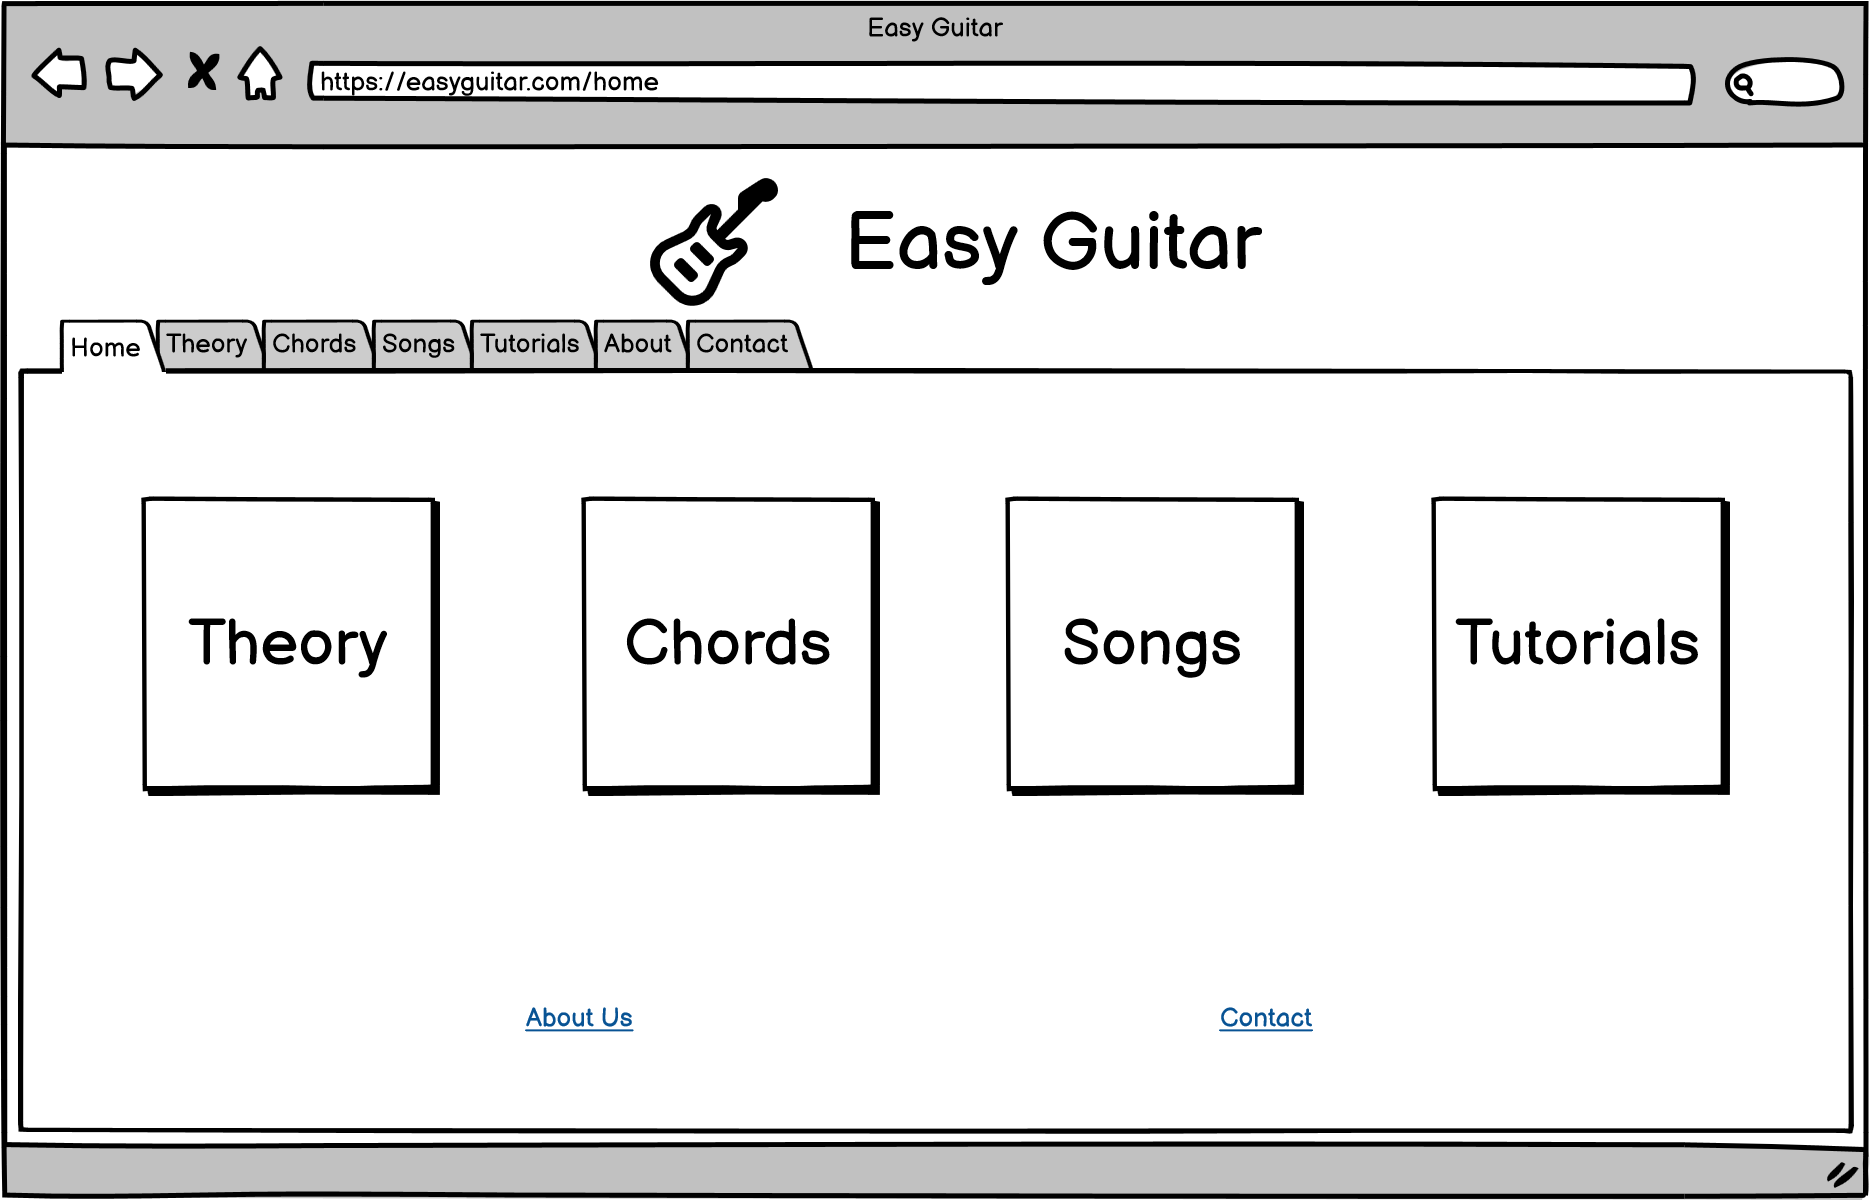 Easy Guitar
https://easyguitar.com/home
Easy Guitar
Home Theory Chords Songs Tutorials About Contact
Theory Chords Songs Tutorials
About Us Contact